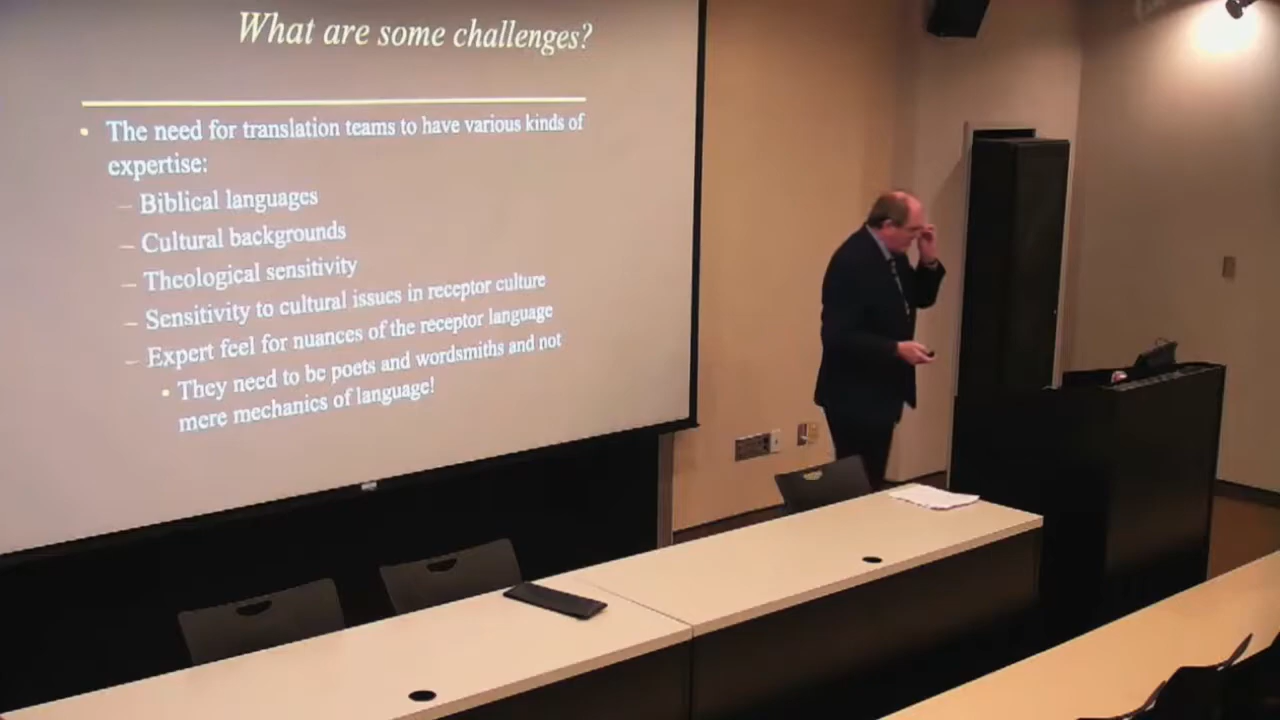 What are some challenges?
• The need for translation teams to have various kinds of
expertise:
– Biblical languages
– Cultural backgrounds
– Theological sensitivity
– Sensitivity to cultural issues in receptor culture
– Expert feel for nuances of the receptor language
• They need to be poets and wordsmiths and not
mere mechanics of language!